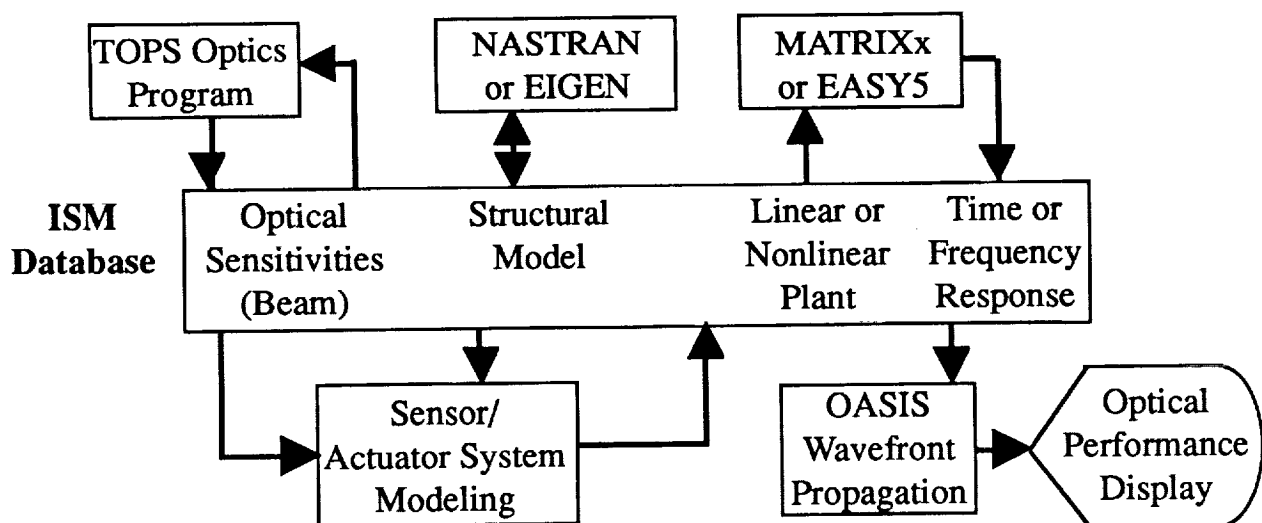 TOPS Optics
Program
NASTRAN
or EIGEN
MATRIXx
or EASY5
ISM
Database
Optical
Sensitivities
(Beam)
Structural
Model
Linear or
Nonlinear
Plant
Time or
Frequency
Response
Sensor/
Actuator System
Modeling
OASIS
Wavefront
Propagation
Optical
Performance
Display